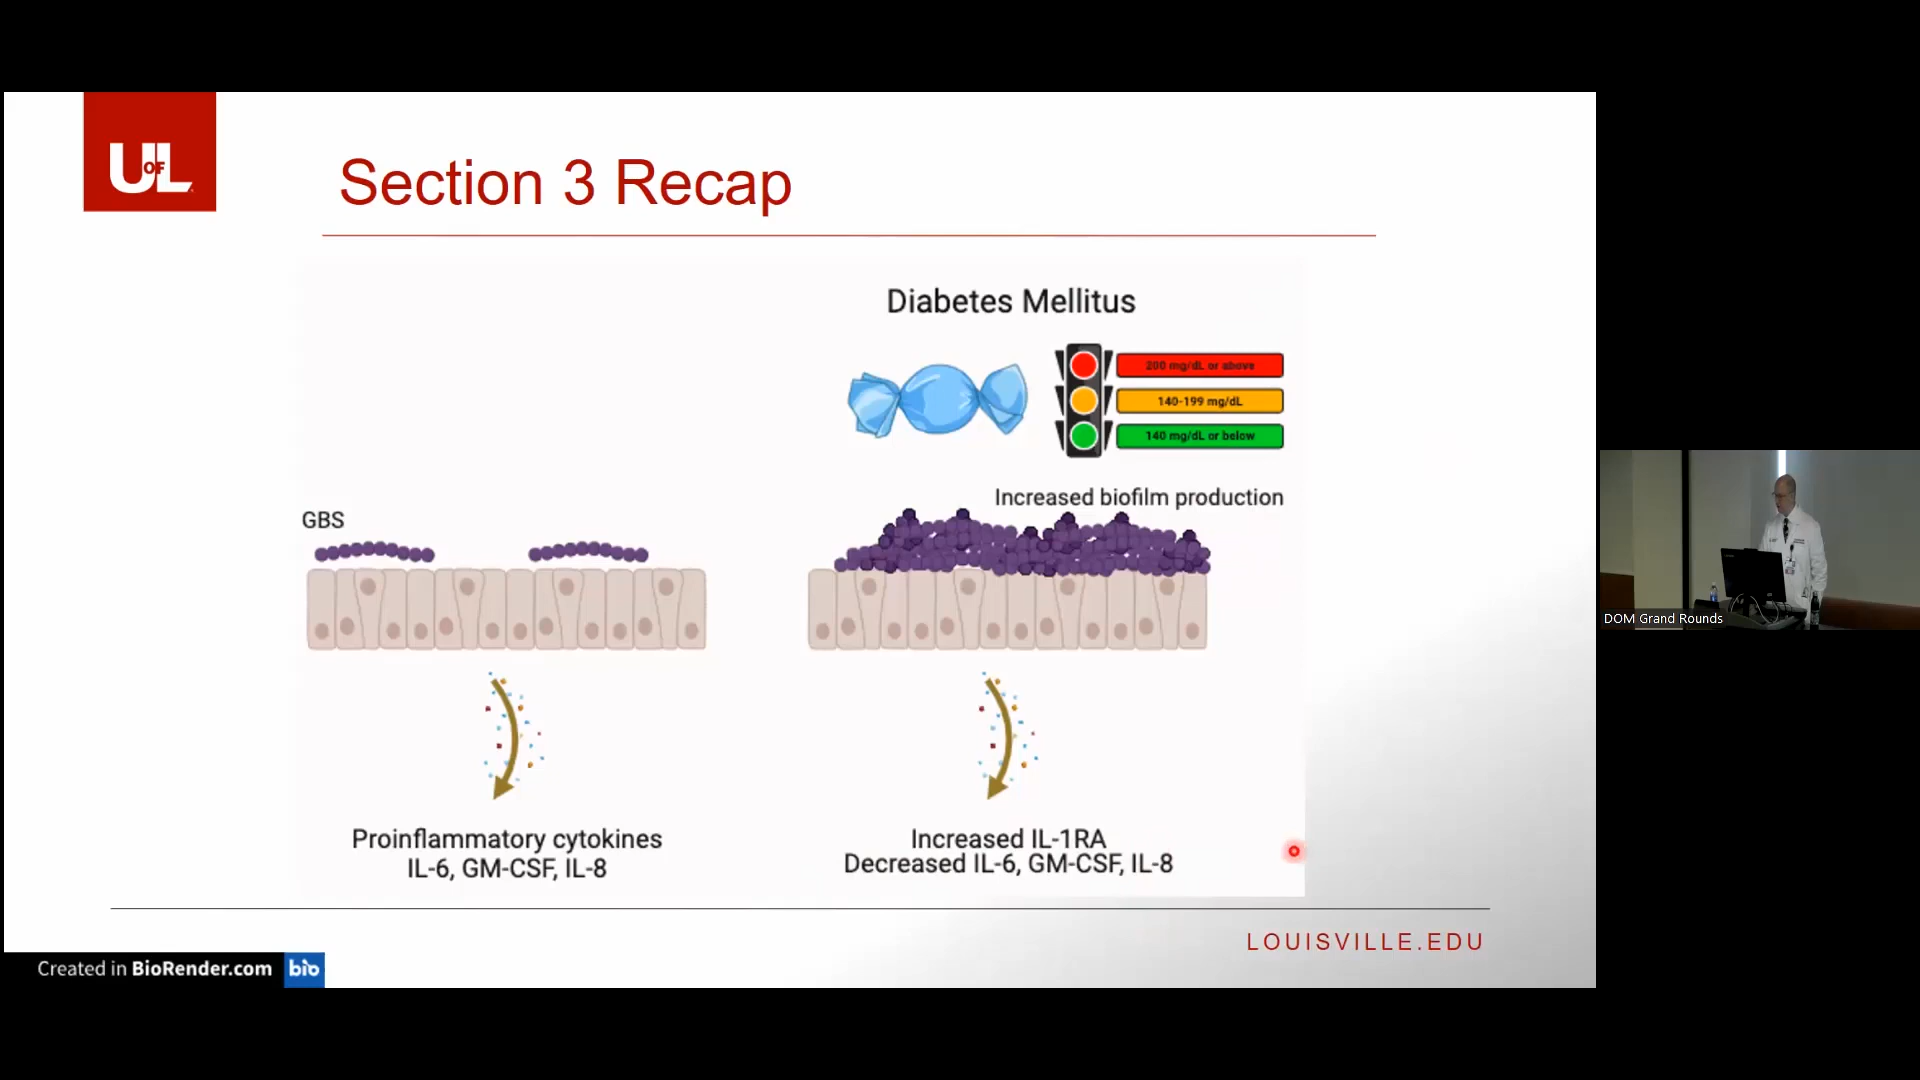 UofL
Section 3 Recap
Diabetes Mellitus
200 mg/dL or above
140-199 mg/dL
140 mg/dL or below
Increased biofilm production
GBS
Proinflammatory cytokines
IL-6, GM-CSF, IL-8
Increased IL-1RA
Decreased IL-6, GM-CSF, IL-8
LOUISVILLE.EDU
Created in BioRender.com bio
DOM Grand Rounds